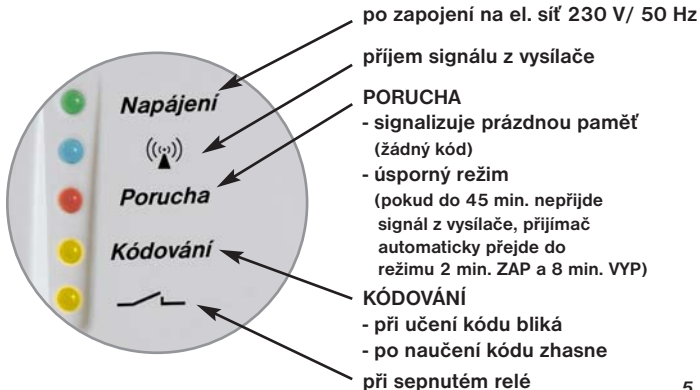 po zapojení na el. síť 230 V/ 50 Hz
příjem signálu z vysílače
PORUCHA
- signalizuje prázdnou paměť
(žádný kód)
- úsporný režim
(pokud do 45 min. nepřijde
signál z vysílače, přijímač
automaticky přejde do
režimu 2 min. ZAP a 8 min. VYP)
KÓDOVÁNÍ
- při učení kódu bliká
- po naučení kódu zhasne
při sepnutém relé
Napájení
Porucha
Kódování
5